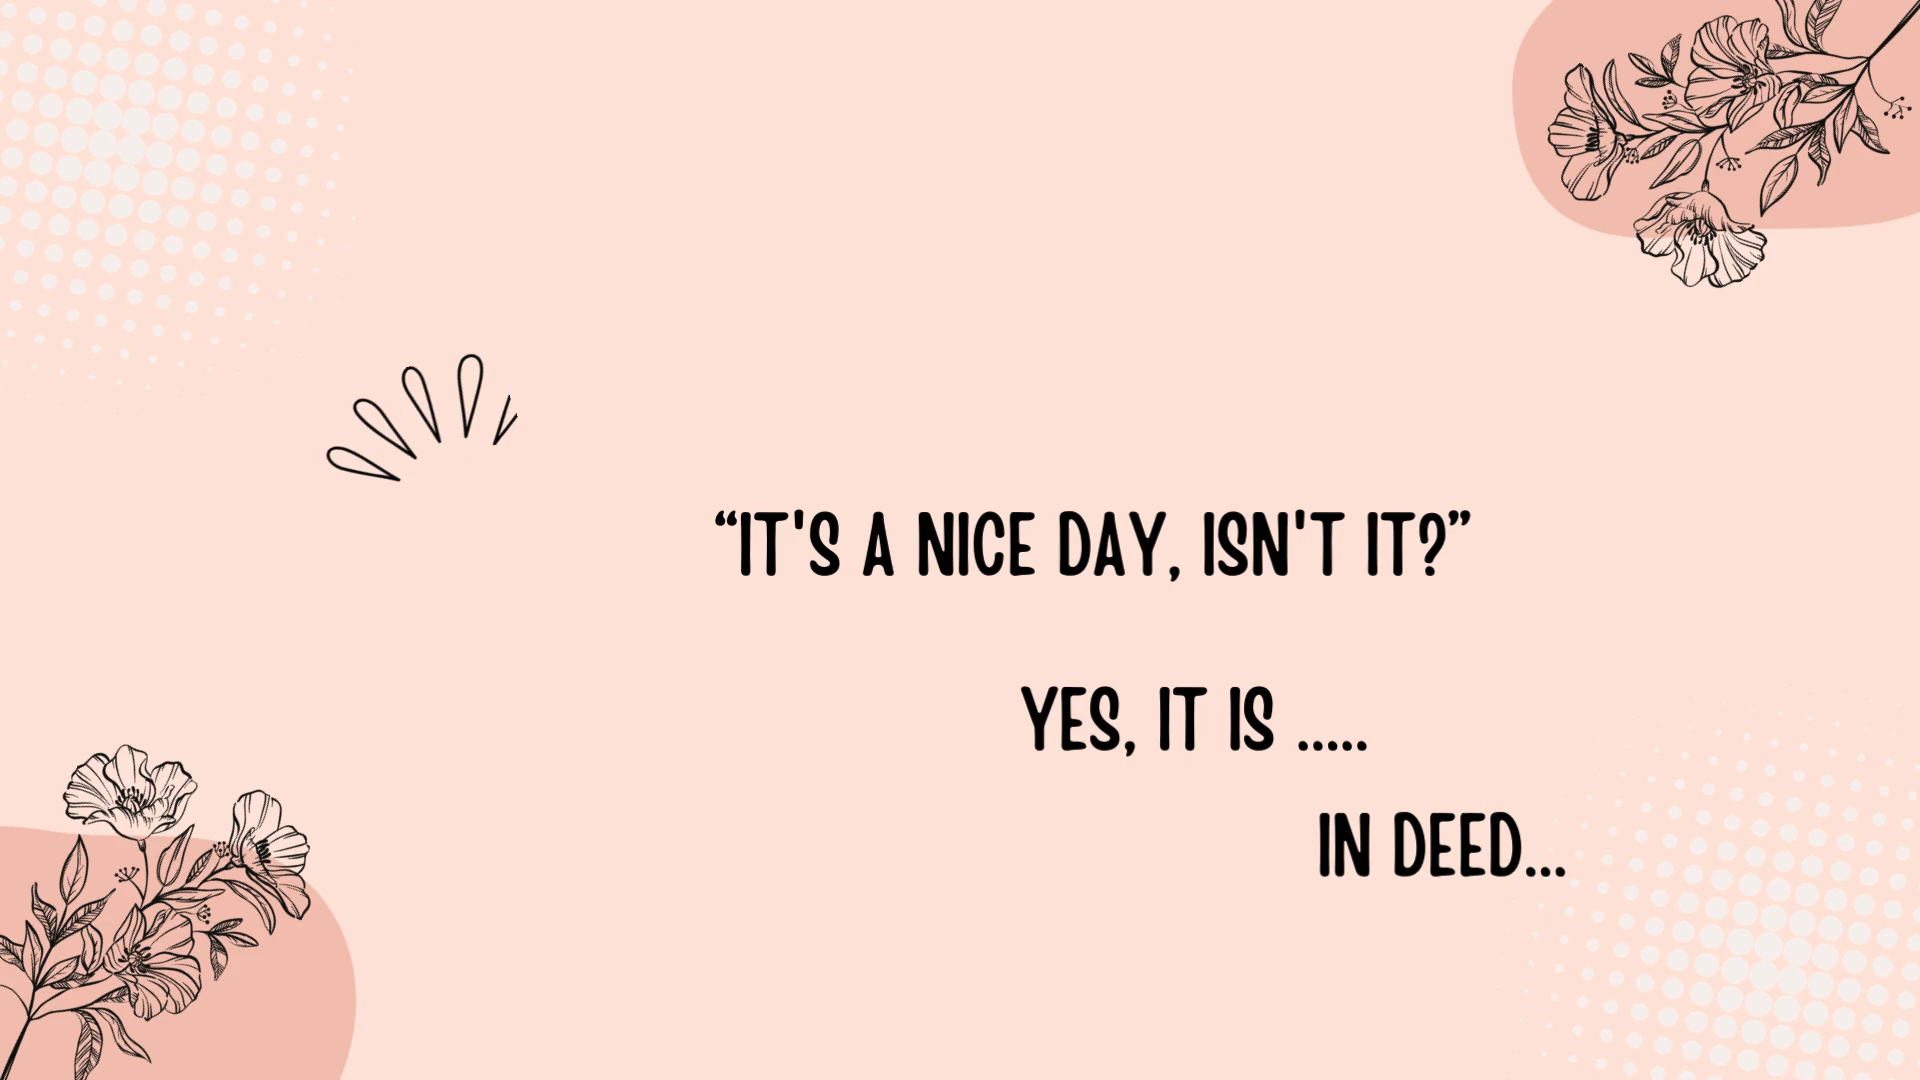 “IT'S A NICE DAY, ISN'T IT?”
YES, IT IS .....
IN DEED...